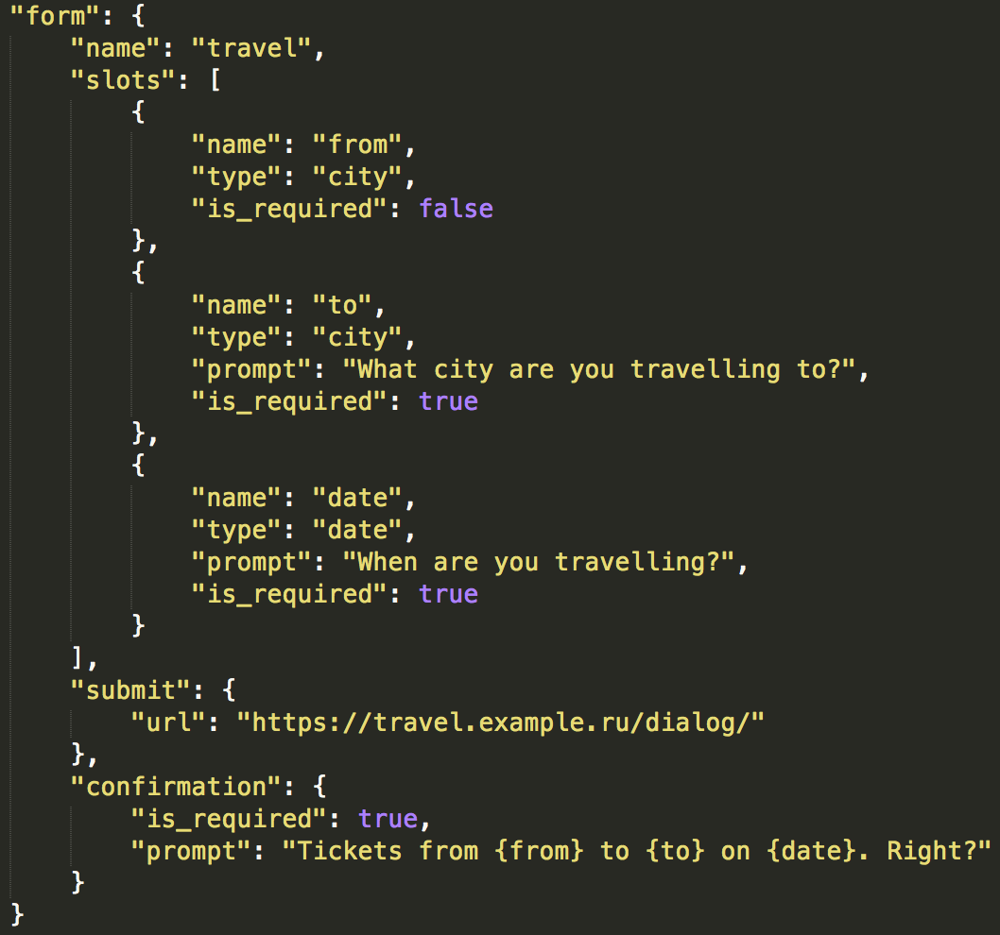 "form": {
    "name": "travel",
    "slots": [
        {
            "name": "from",
            "type": "city",
            "is_required": false
        },
        {
            "name": "to",
            "type": "city",
            "prompt": "What city are you travelling to?",
            "is_required": true
        },
        {
            "name": "date",
            "type": "date",
            "prompt": "When are you travelling?",
            "is_required": true
        }
    ],
    "submit": {
        "url": "https://travel.example.ru/dialog/"
    },
    "confirmation": {
        "is_required": true,
        "prompt": "Tickets from {from} to {to} on {date}. Right?"
    }
}